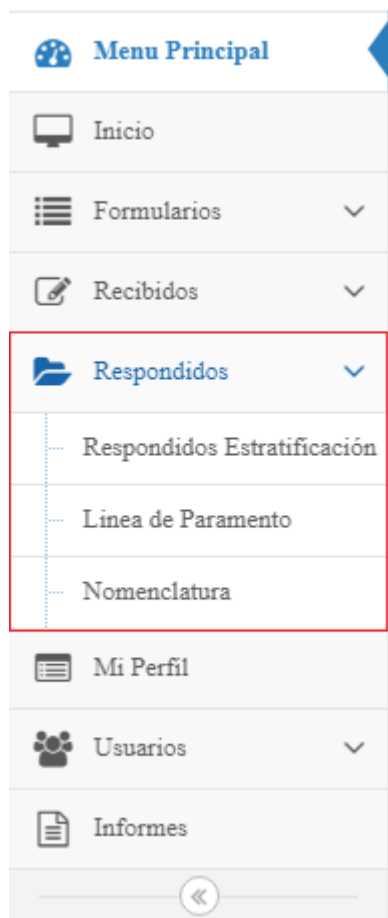 Menu Principal
Inicio
Formularios
Recibidos
Respondidos
Respondidos Estratificación
Linea de Paramento
Nomenclatura
Mi Perfil
Usuarios
Informes